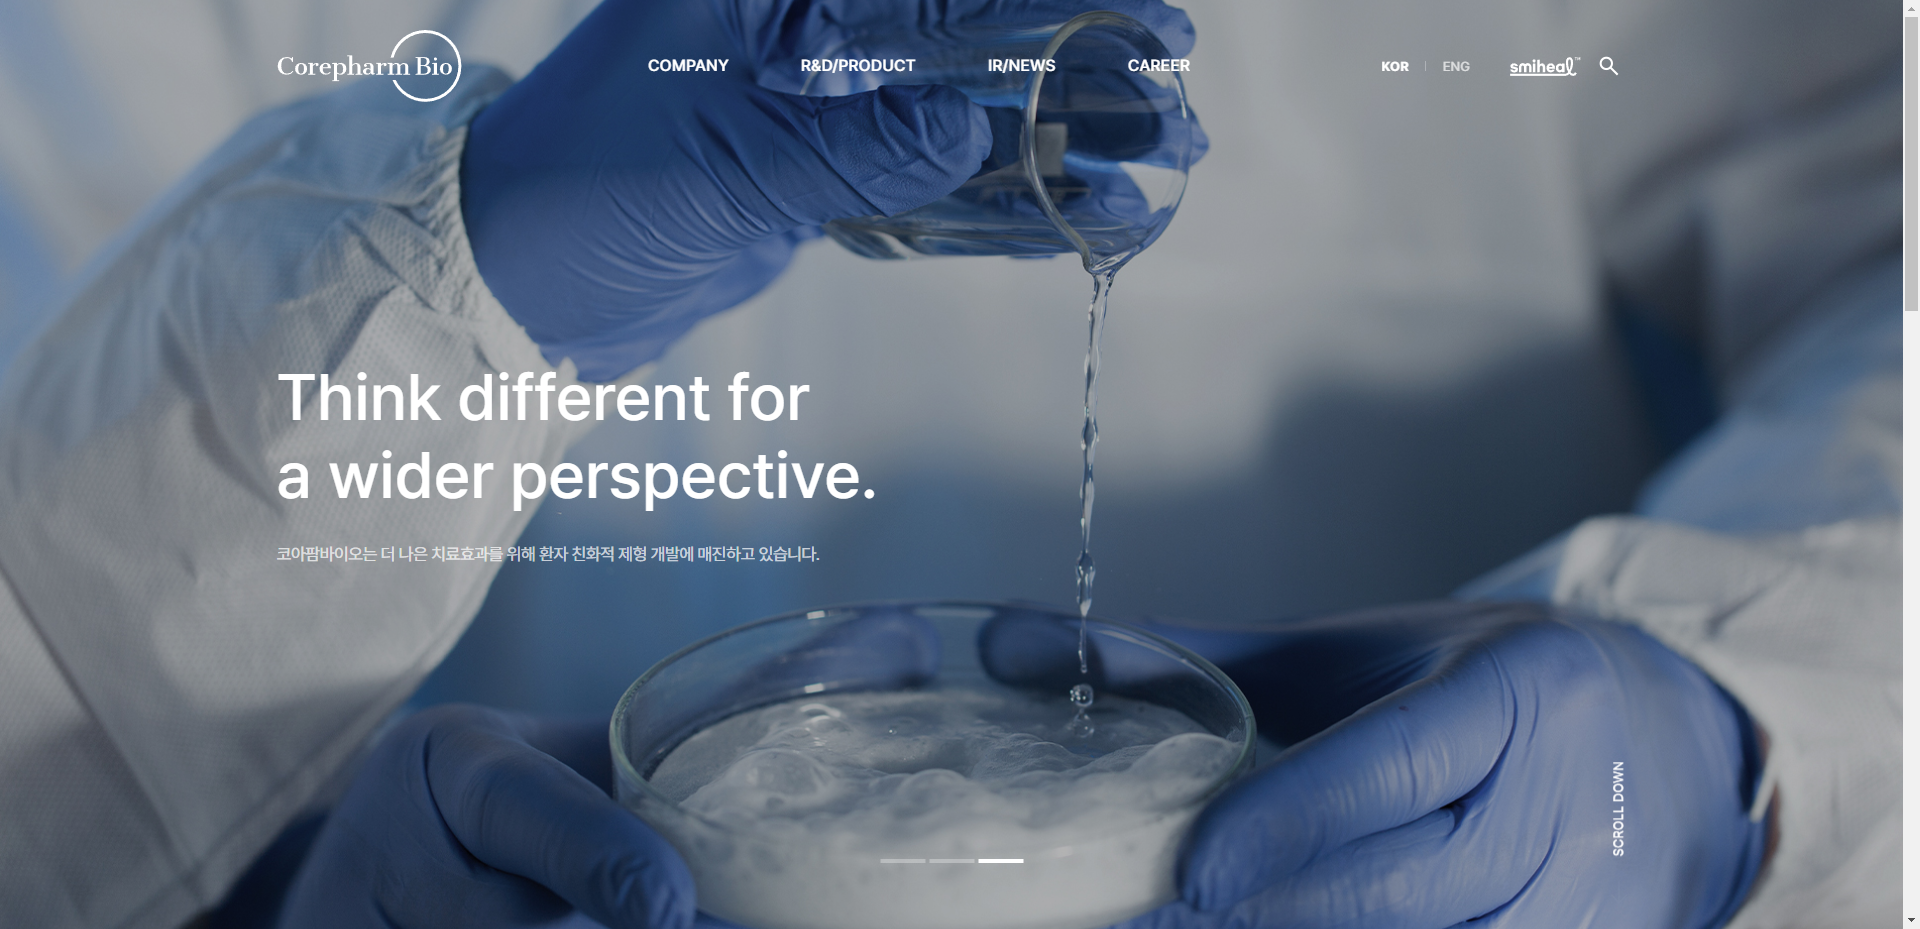 Corepharm Bio
COMPANY
R&D/PRODUCT
IR/NEWS
CAREER
KOR
ENG
smiheal™
Think different for
a wider perspective.
코아팜바이오는 더 나은 치료효과를 위해 환자 친화적 제형 개발에 매진하고 있습니다.
SCROLL DOWN